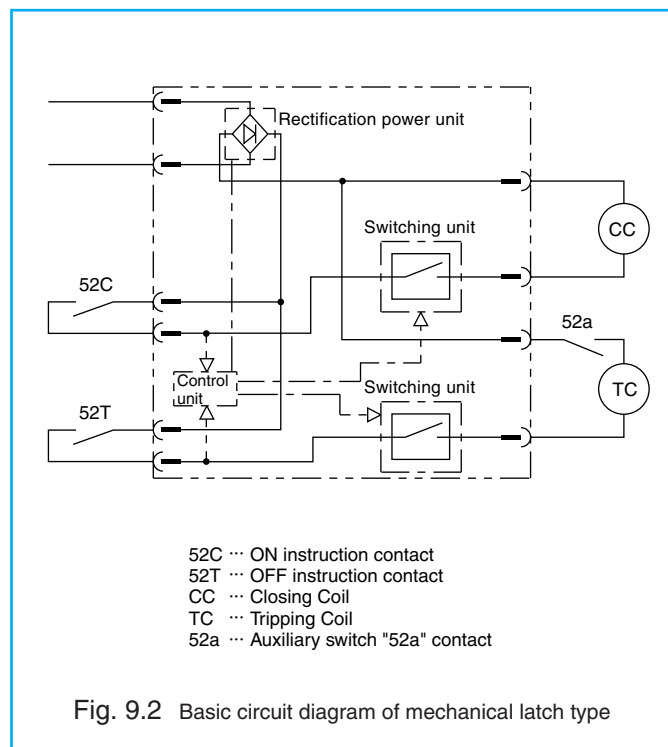 Rectification power unit
Switching unit
CC
52C
52a
Control
unit
Switching unit
TC
52T
52C ··· ON instruction contact
52T ··· OFF instruction contact
CC ··· Closing Coil
TC ··· Tripping Coil
52a ··· Auxiliary switch "52a" contact
Fig. 9.2 Basic circuit diagram of mechanical latch type